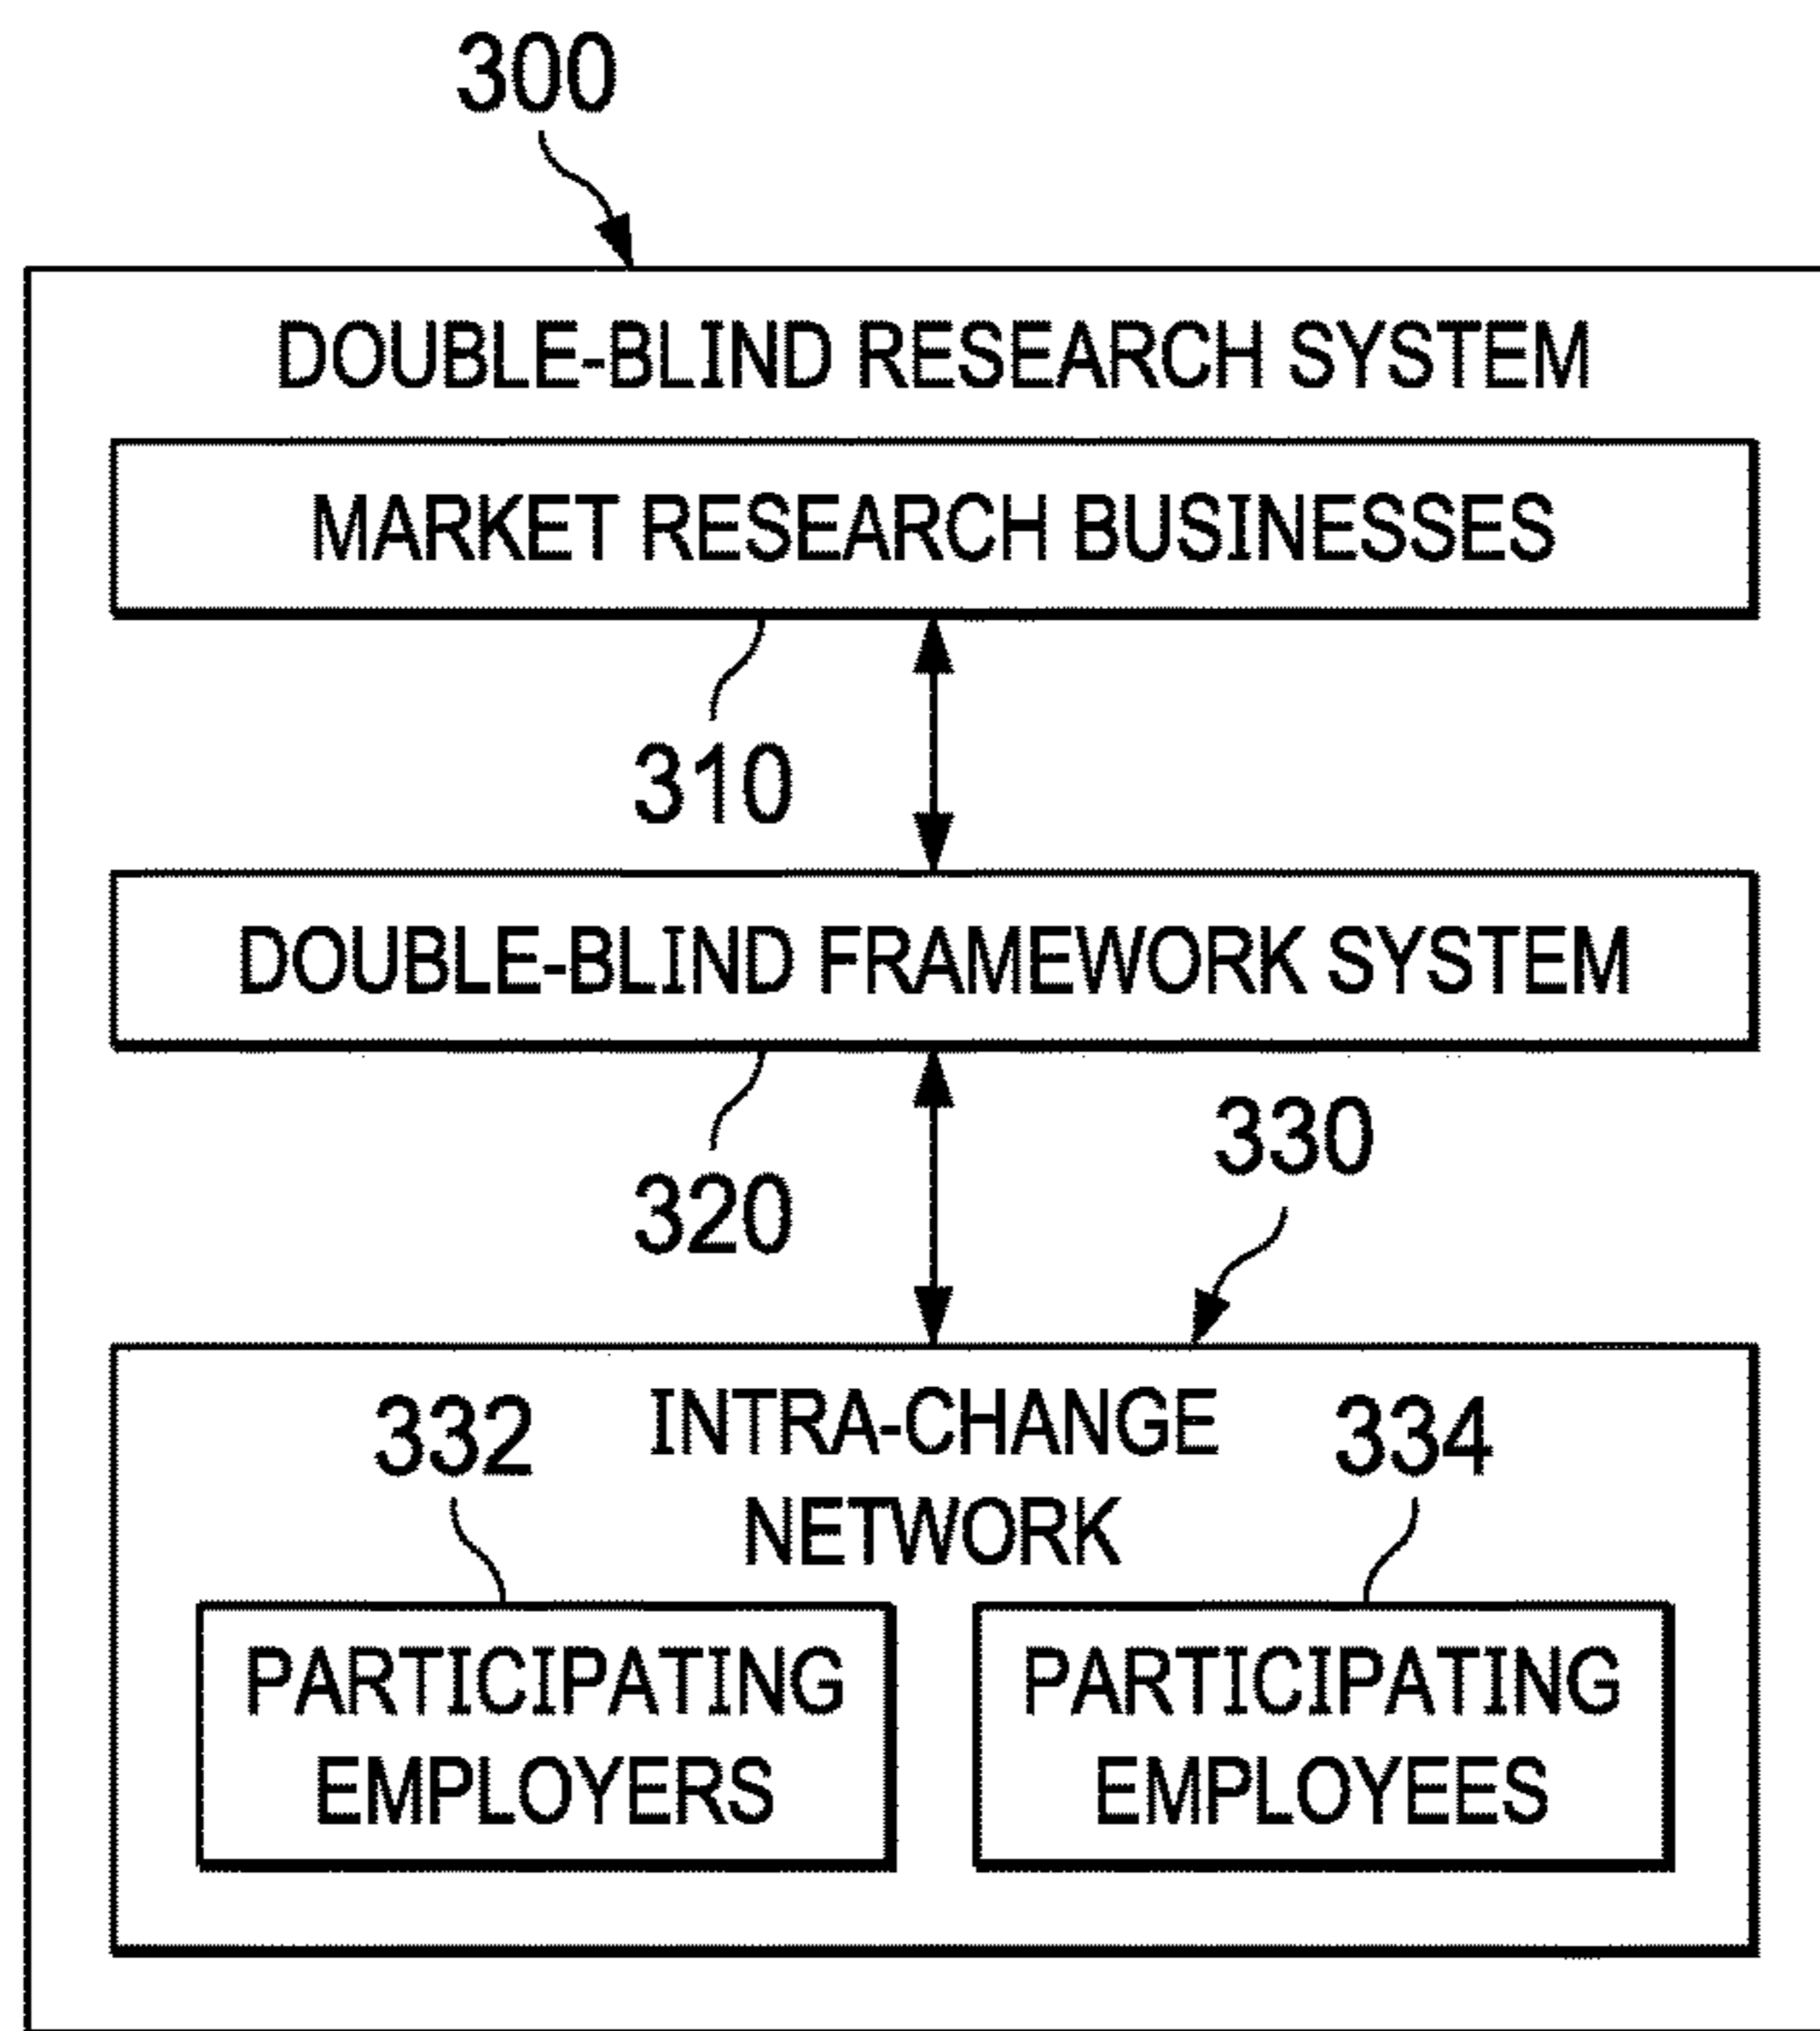 300
DOUBLE-BLIND RESEARCH SYSTEM
MARKET RESEARCH BUSINESSES
310
DOUBLE-BLIND FRAMEWORK SYSTEM
320
330
INTRA-CHANGE
NETWORK
332
334
PARTICIPATING
EMPLOYERS
PARTICIPATING
EMPLOYEES